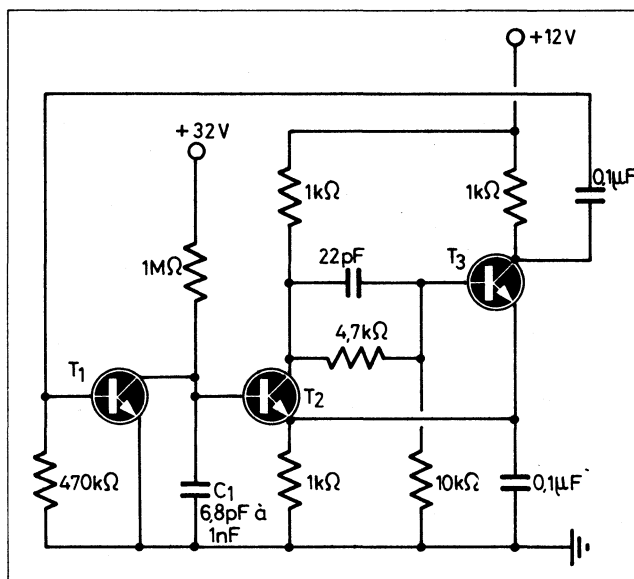 +12V
+32V
1kΩ
1kΩ
0,1µF
22pF
T3
1MΩ
4,7kΩ
T1
T2
470kΩ
C1
6,8pF à
1nF
1kΩ
10kΩ
0,1µF